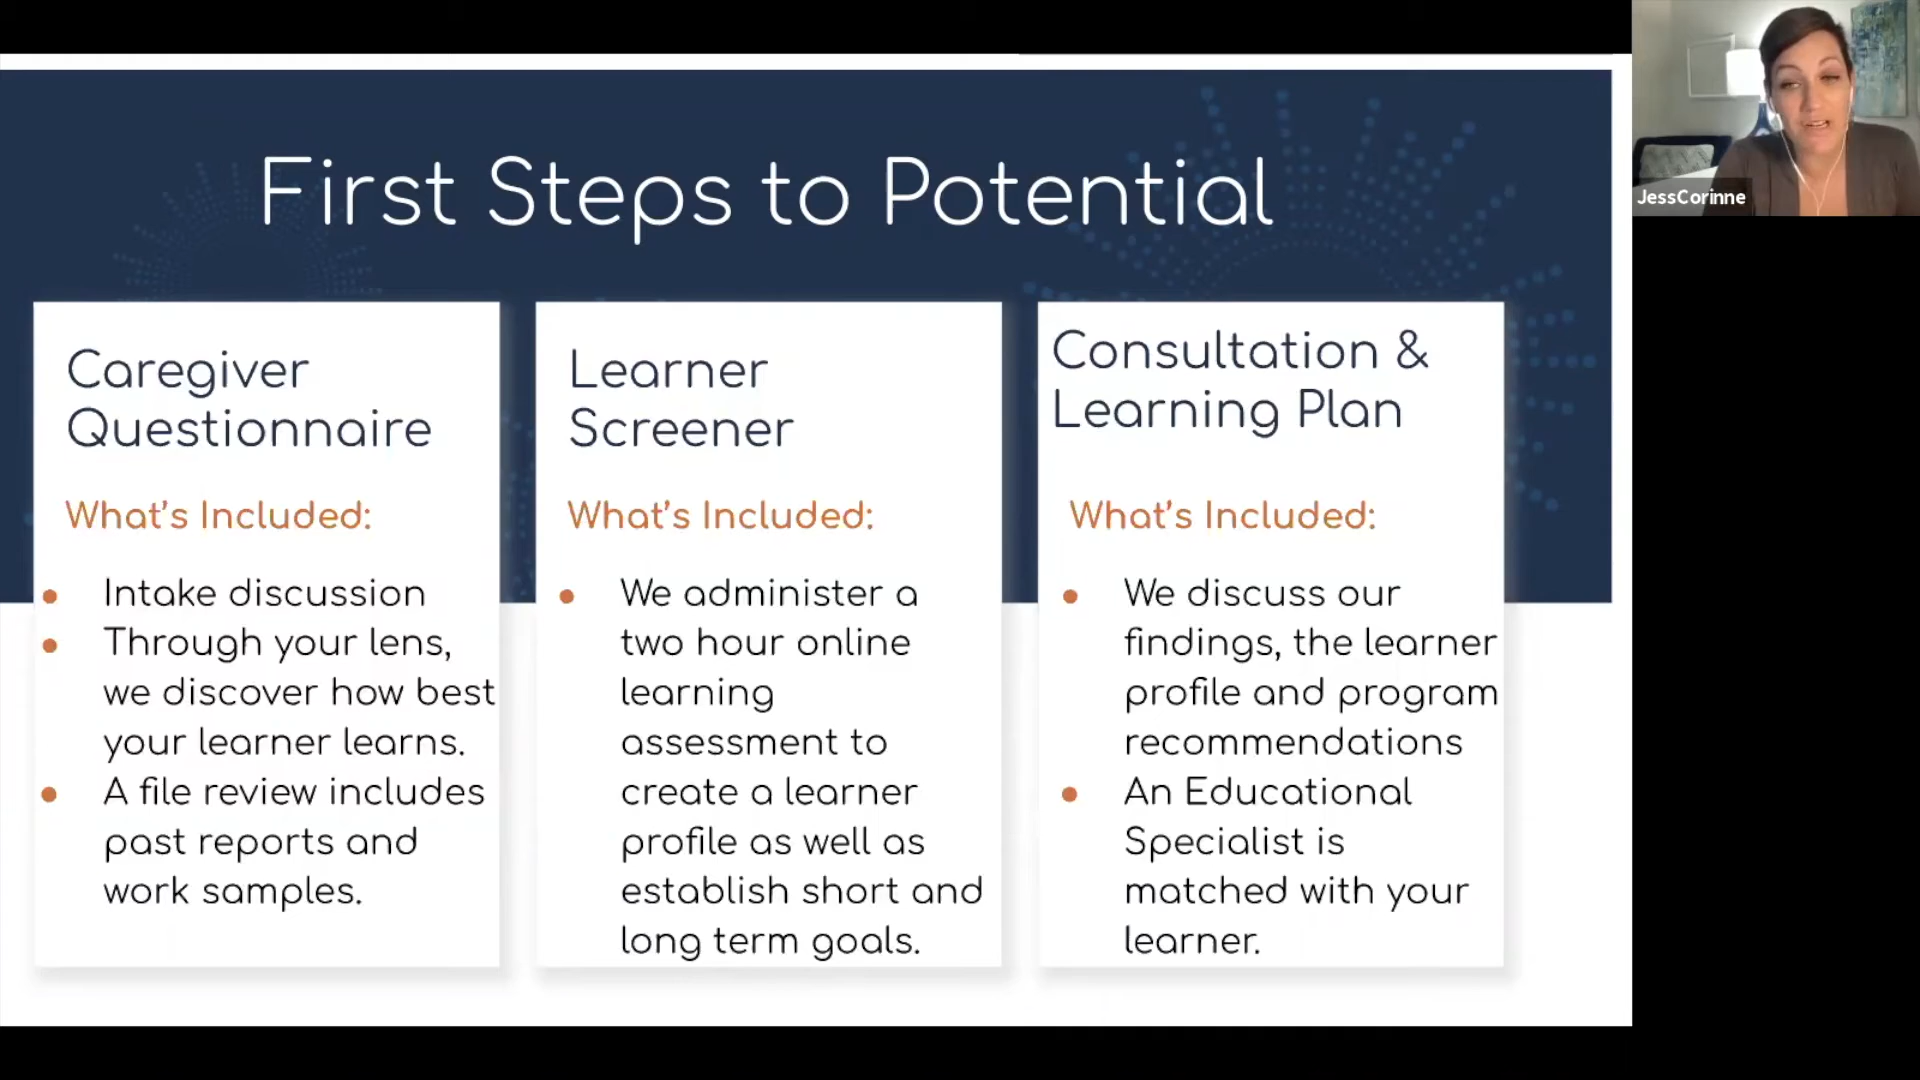 First Steps to Potential
Caregiver
Questionnaire
What's Included:
Intake discussion
Through your lens,
we discover how best
your learner learns.
A file review includes
past reports and
work samples.
Learner
Screener
What's Included:
We administer a
two hour online
learning
assessment to
create a learner
profile as well as
establish short and
long term goals.
Consultation &
Learning Plan
What's Included:
We discuss our
findings, the learner
profile and program
recommendations
An Educational
Specialist is
matched with your
learner.
JessCorinne